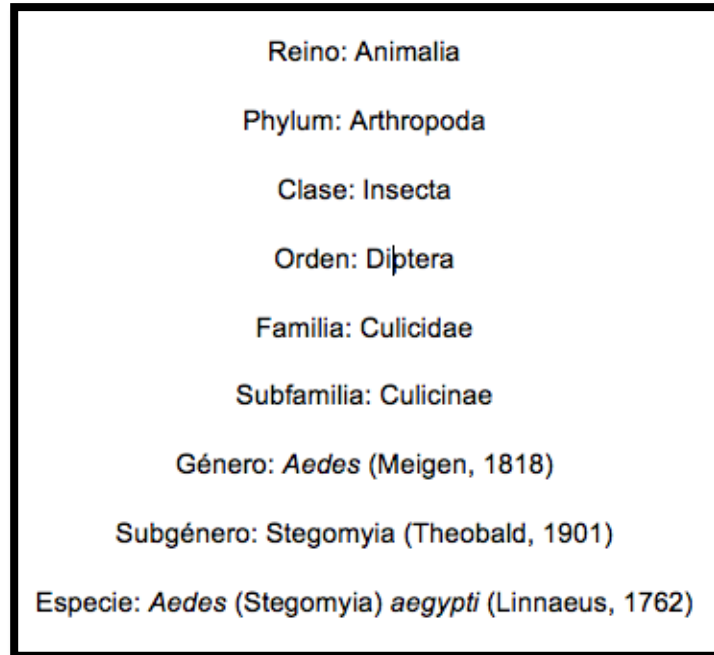 Reino: Animalia
Phylum: Arthropoda
Clase: Insecta
Orden: Diptera
Familia: Culicidae
Subfamilia: Culicinae
Género: Aedes (Meigen, 1818)
Subgénero: Stegomyia (Theobald, 1901)
Especie: Aedes (Stegomyia) aegypti (Linnaeus, 1762)